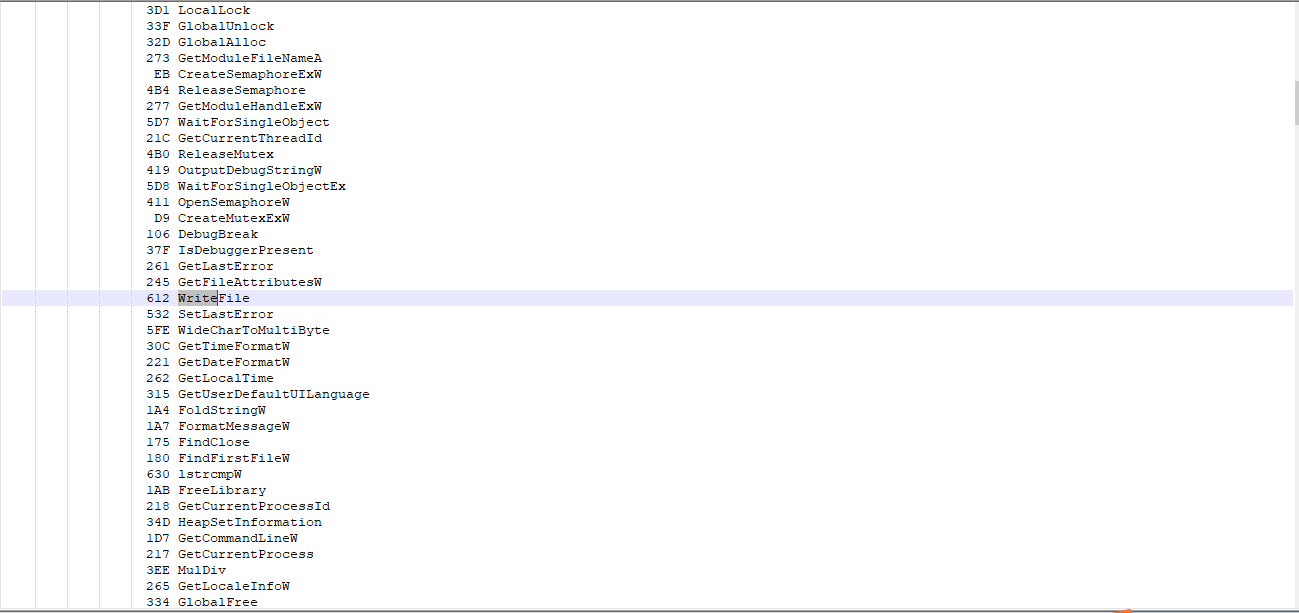 3D1 LocalLock
33F GlobalUnlock
32D GlobalAlloc
273 GetModuleFileNameA
EB CreateSemaphoreExW
4B4 ReleaseSemaphore
277 GetModuleHandleExW
5D7 WaitForSingleObject
21C GetCurrentThreadId
4B0 ReleaseMutex
419 OutputDebugStringW
5D8 WaitForSingleObjectEx
411 OpenSemaphoreW
D9 CreateMutexExW
106 DebugBreak
37F IsDebuggerPresent
261 GetLastError
245 GetFileAttributesW
612 WriteFile
532 SetLastError
5FE WideCharToMultiByte
30C GetTimeFormatW
221 GetDateFormatW
262 GetLocalTime
315 GetUserDefaultUILanguage
1A4 FoldStringW
1A7 FormatMessageW
175 FindClose
180 FindFirstFileW
630 lstrcmpW
1AB FreeLibrary
218 GetCurrentProcessId
34D HeapSetInformation
1D7 GetCommandLineW
217 GetCurrentProcess
3EE MulDiv
265 GetLocaleInfoW
334 GlobalFree